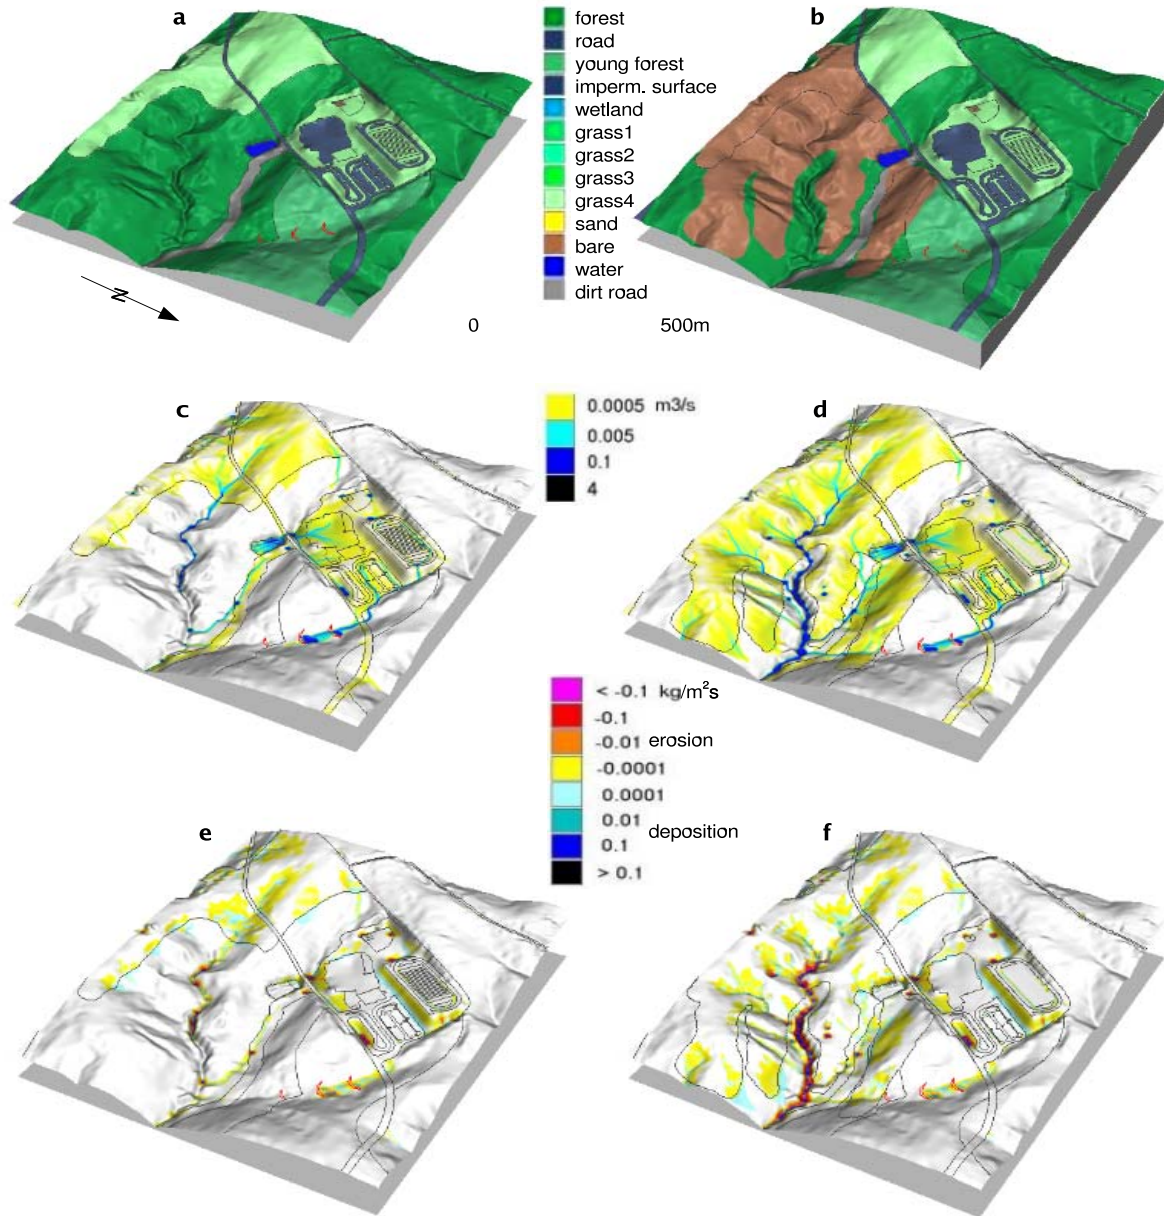 a
b
forest
road
young forest
imperm. surface
wetland
grass1
grass2
grass3
grass4
sand
bare
water
dirt road
N
0 500m
c
d
0.0005 m3/s
0.005
0.1
4
< -0.1 kg/m²s
-0.1
-0.01 erosion
-0.0001
0.0001
0.01
deposition
0.1
> 0.1
e
f